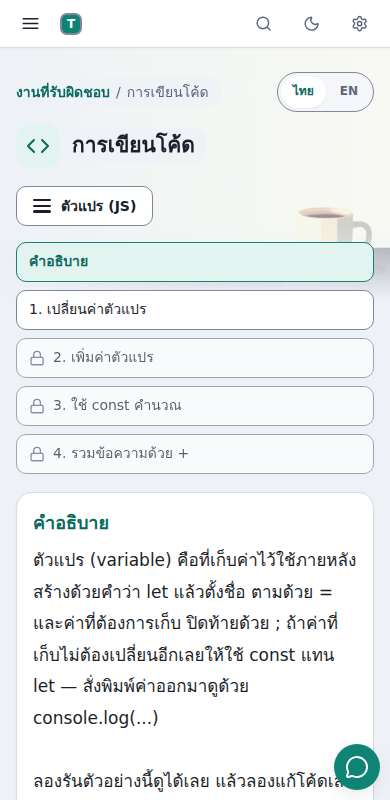 T
งานที่รับผิดชอบ / การเขียนโค้ด
ไทย EN
การเขียนโค้ด
ตัวแปร (JS)
คำอธิบาย
1. เปลี่ยนค่าตัวแปร
2. เพิ่มค่าตัวแปร
3. ใช้ const คำนวณ
4. รวมข้อความด้วย +
คำอธิบาย
ตัวแปร (variable) คือที่เก็บค่าไว้ใช้ภายหลัง
สร้างด้วยคำว่า let แล้วตั้งชื่อ ตามด้วย =
และค่าที่ต้องการเก็บ ปิดท้ายด้วย ; ถ้าค่าที่
เก็บไม่ต้องเปลี่ยนอีกเลยให้ใช้ const แทน
let — สั่งพิมพ์ค่าออกมาดูด้วย
console.log(...)
ลองรันตัวอย่างนี้ดูได้เลย แล้วลองแก้โค้ด